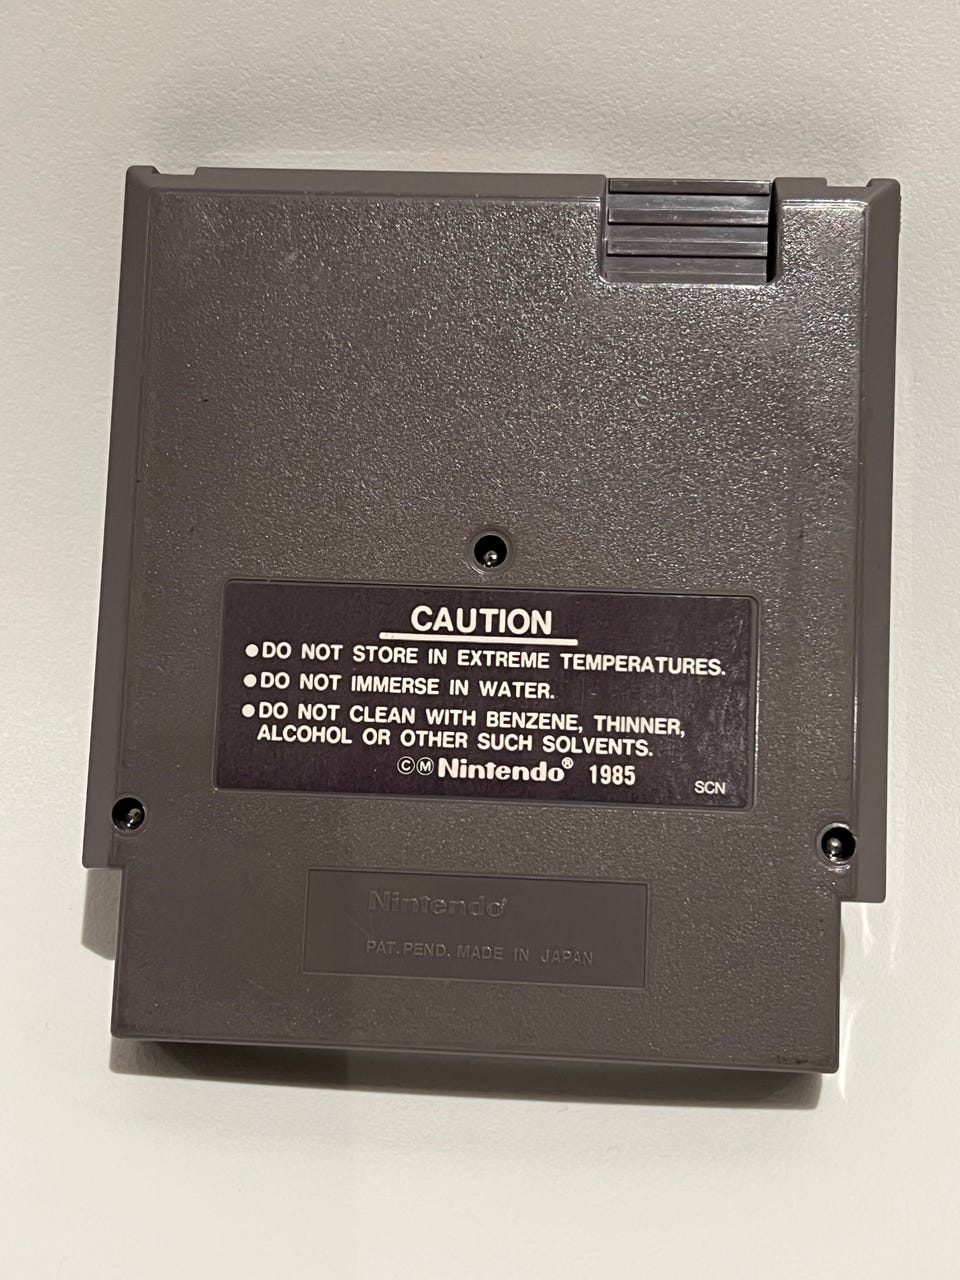 CAUTION
●DO NOT STORE IN EXTREME TEMPERATURES.
●DO NOT IMMERSE IN WATER.
●DO NOT CLEAN WITH BENZENE, THINNER,
ALCOHOL OR OTHER SUCH SOLVENTS.
ⒸⓂNintendo® 1985
SCN
Nintendo®
PAT. PEND. MADE IN JAPAN